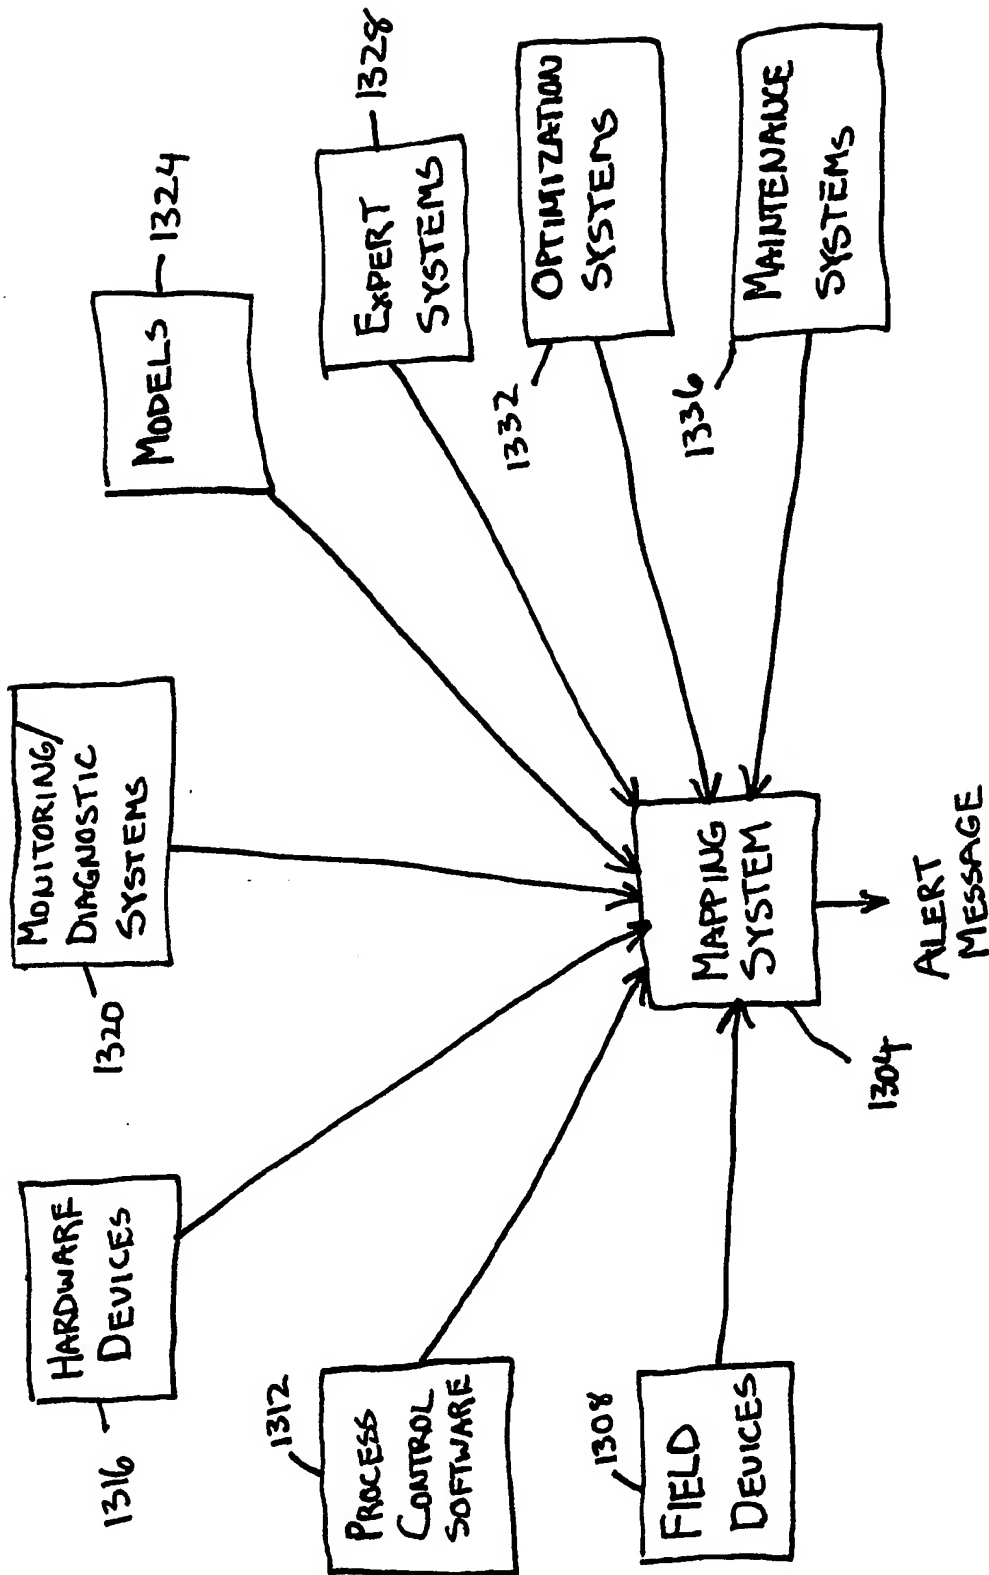 HARDWARE
DEVICES
1316
MONITORING/
DIAGNOSTIC
SYSTEMS
1320
MODELS
1324
EXPERT
SYSTEMS
1328
PROCESS
CONTROL
SOFTWARE
1312
OPTIMIZATION
SYSTEMS
1332
FIELD
DEVICES
1308
MAINTENANCE
SYSTEMS
1336
MAPPING
SYSTEM
1304
ALERT
MESSAGE